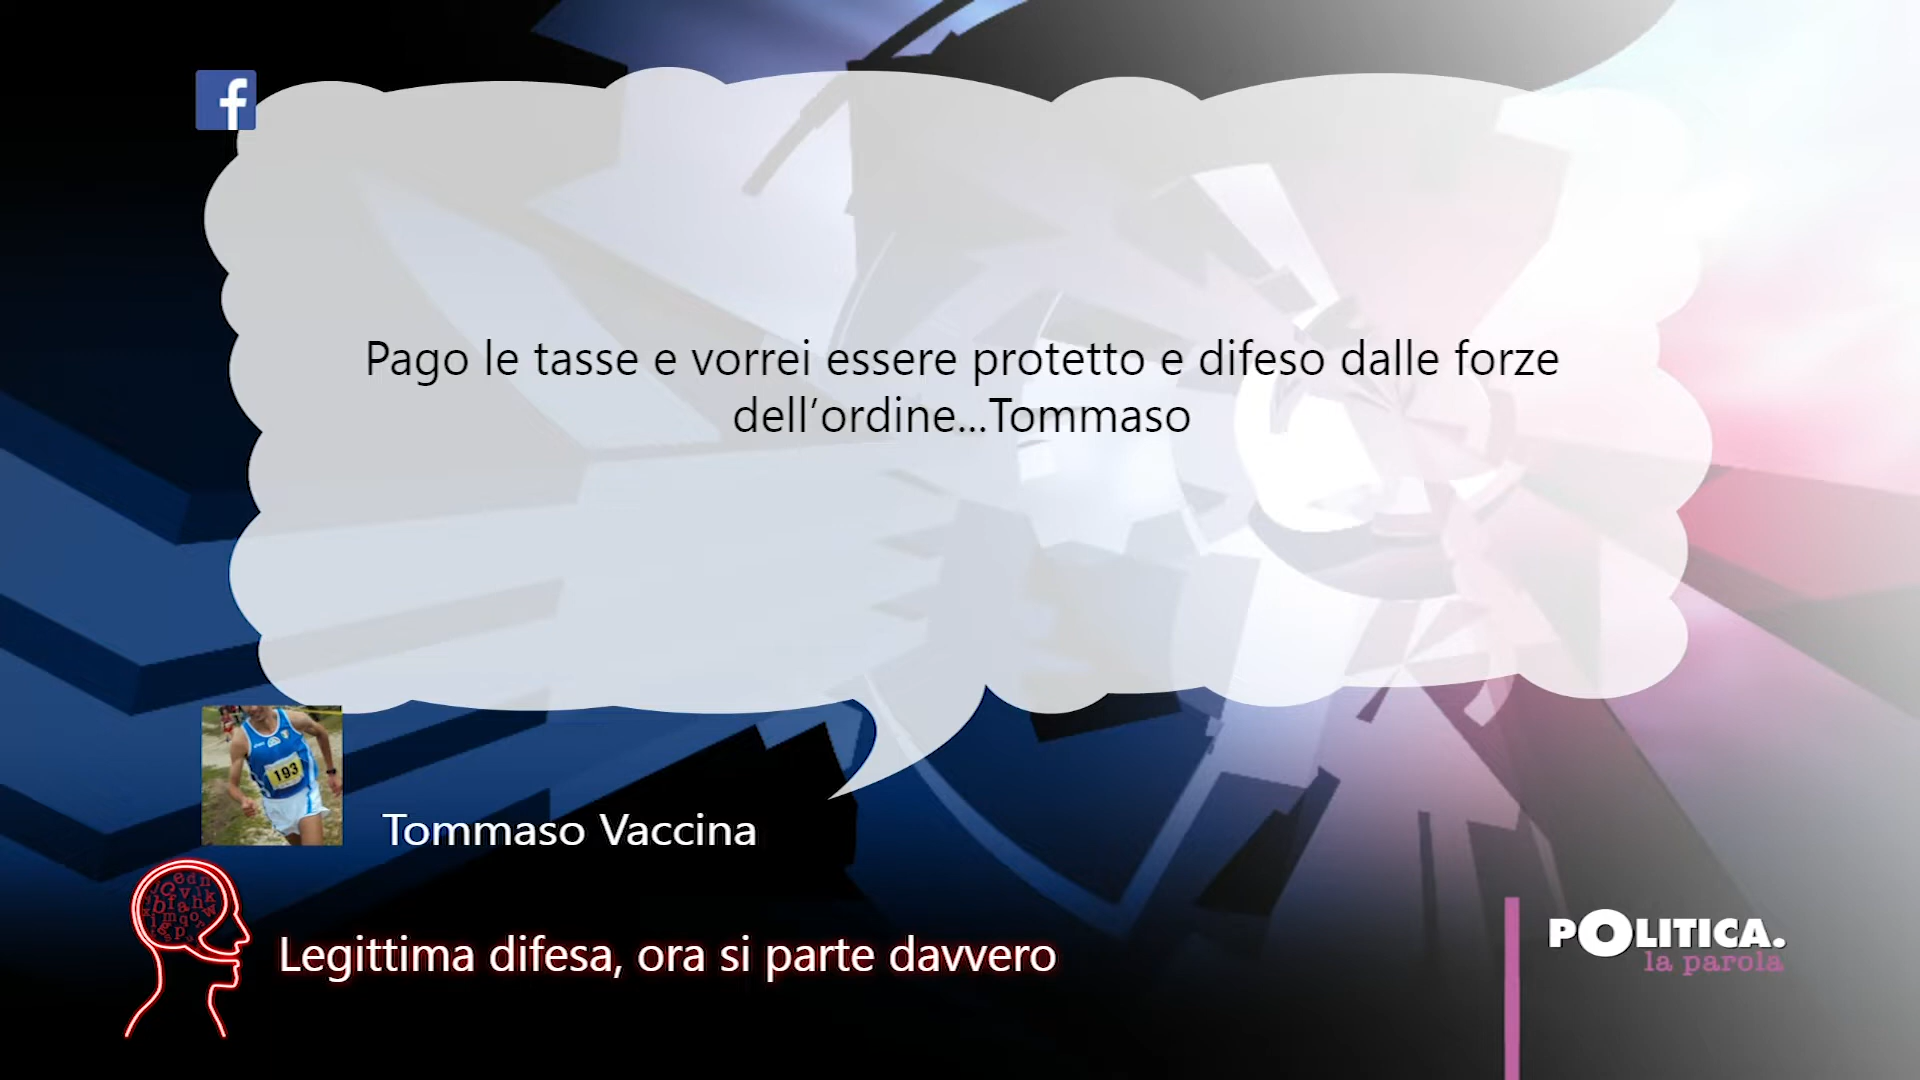 f
Pago le tasse e vorrei essere protetto e difeso dalle forze
dell’ordine...Tommaso
193
Tommaso Vaccina
Legittima difesa, ora si parte davvero
POLITICA.
la parola